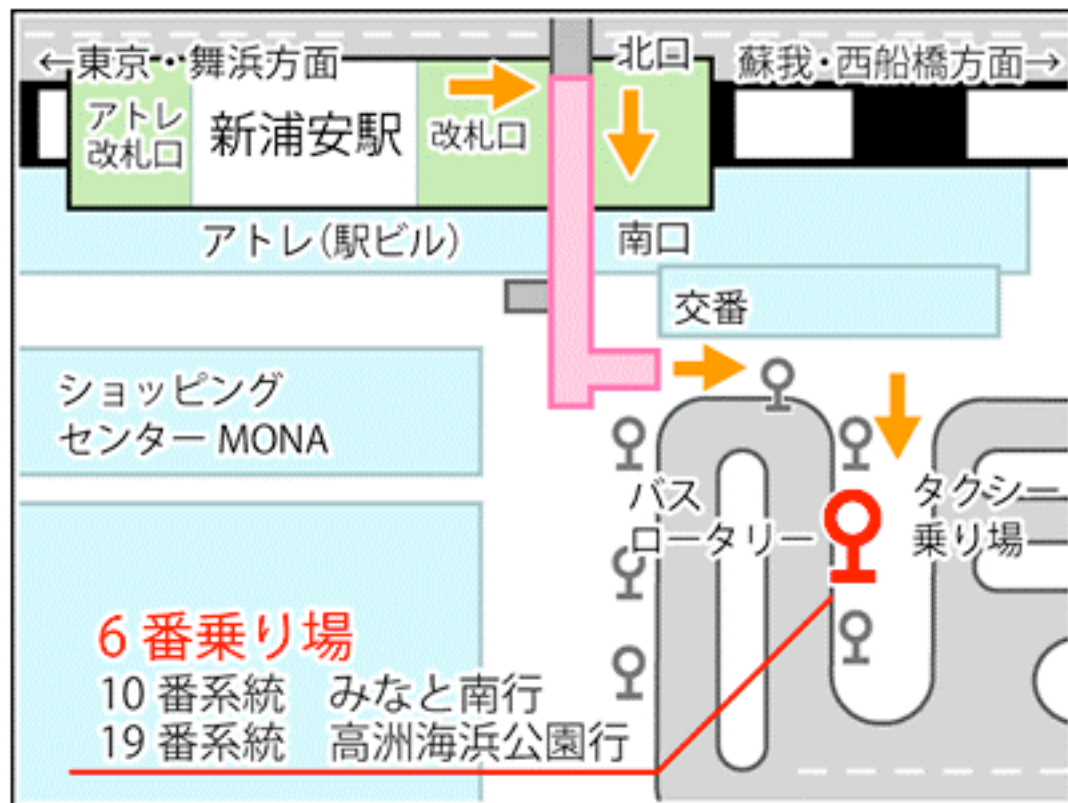 ←東京・舞浜方面
北口
蘇我・西船橋方面→
アトレ
改札口
新浦安駅
改札口
アトレ(駅ビル)
南口
交番
ショッピング
センターMONA
バス
ロータリー
タクシー
乗り場
6番乗り場
10番系統　みなと南行
19番系統　高洲海浜公園行